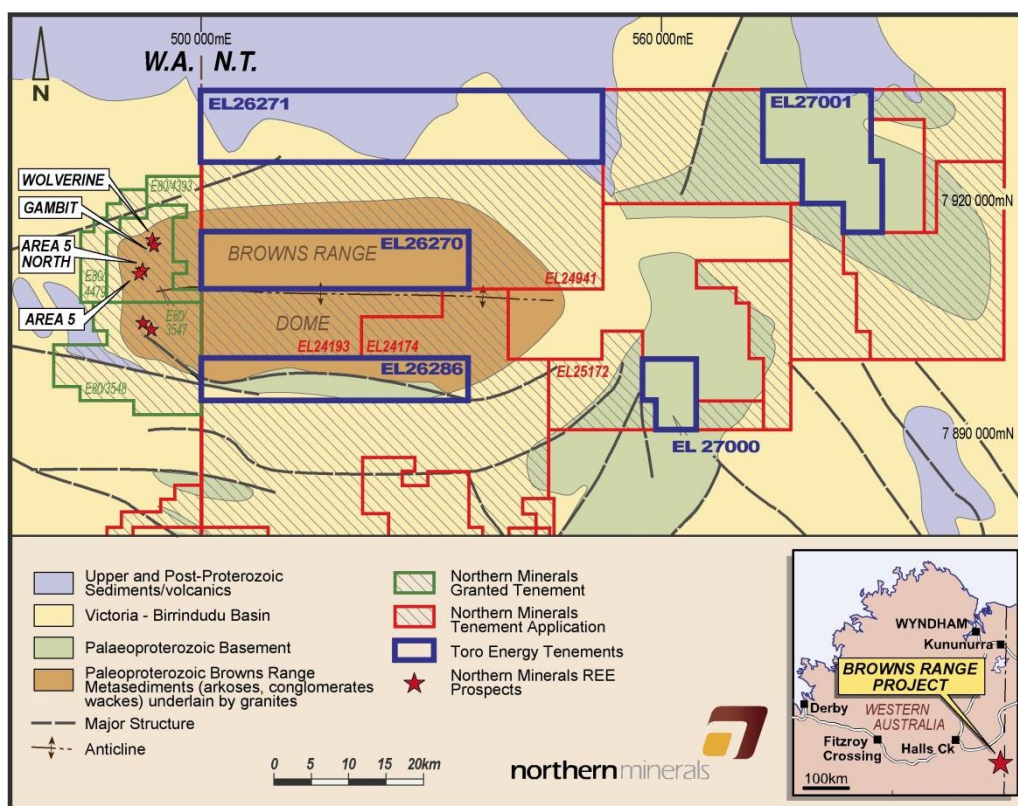 500 000mE
560 000mE
W.A. N.T.
N
EL26271
EL27001
WOLVERINE
E80/4393
GAMBIT
7 920 000mN
AREA 5
NORTH
EL26270
BROWNS RANGE
E80/
4479
EL24941
AREA 5
E80/
3547
DOME
EL24193
EL24174
EL26286
EL25172
E80/3548
EL 27000
7 890 000mN
Upper and Post-Proterozoic
Sediments/volcanics
Victoria - Birrindudu Basin
Palaeoproterozoic Basement
Paleoproterozoic Browns Range
Metasediments (arkoses, conglomerates
wackes) underlain by granites
Major Structure
Anticline
Northern Minerals
Granted Tenement
Northern Minerals
Tenement Application
Toro Energy Tenements
Northern Minerals REE
Prospects
0 5 10 15 20km
northernminerals
WYNDHAM
Kununurra
BROWNS RANGE
PROJECT
Derby
WESTERN
AUSTRALIA
Fitzroy
Crossing
Halls Ck
100km